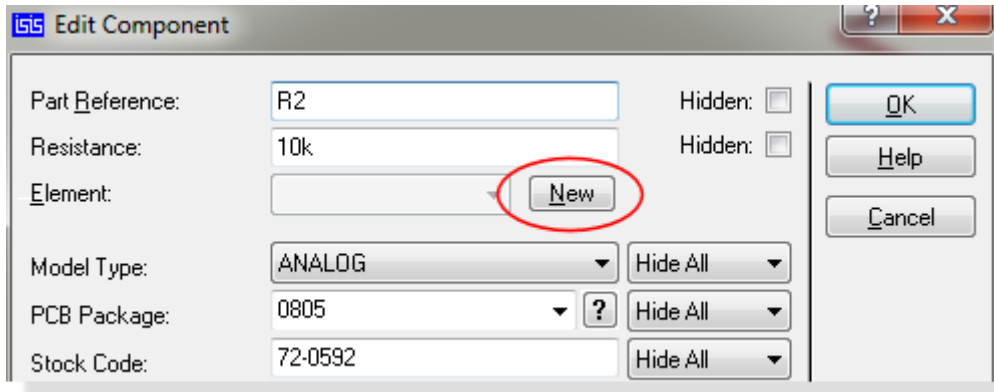 isis Edit Component ? X
Part Reference: R2 Hidden: OK
Resistance: 10k Hidden: Help
Element: New Cancel
Model Type: ANALOG Hide All
PCB Package: 0805 ? Hide All
Stock Code: 72-0592 Hide All